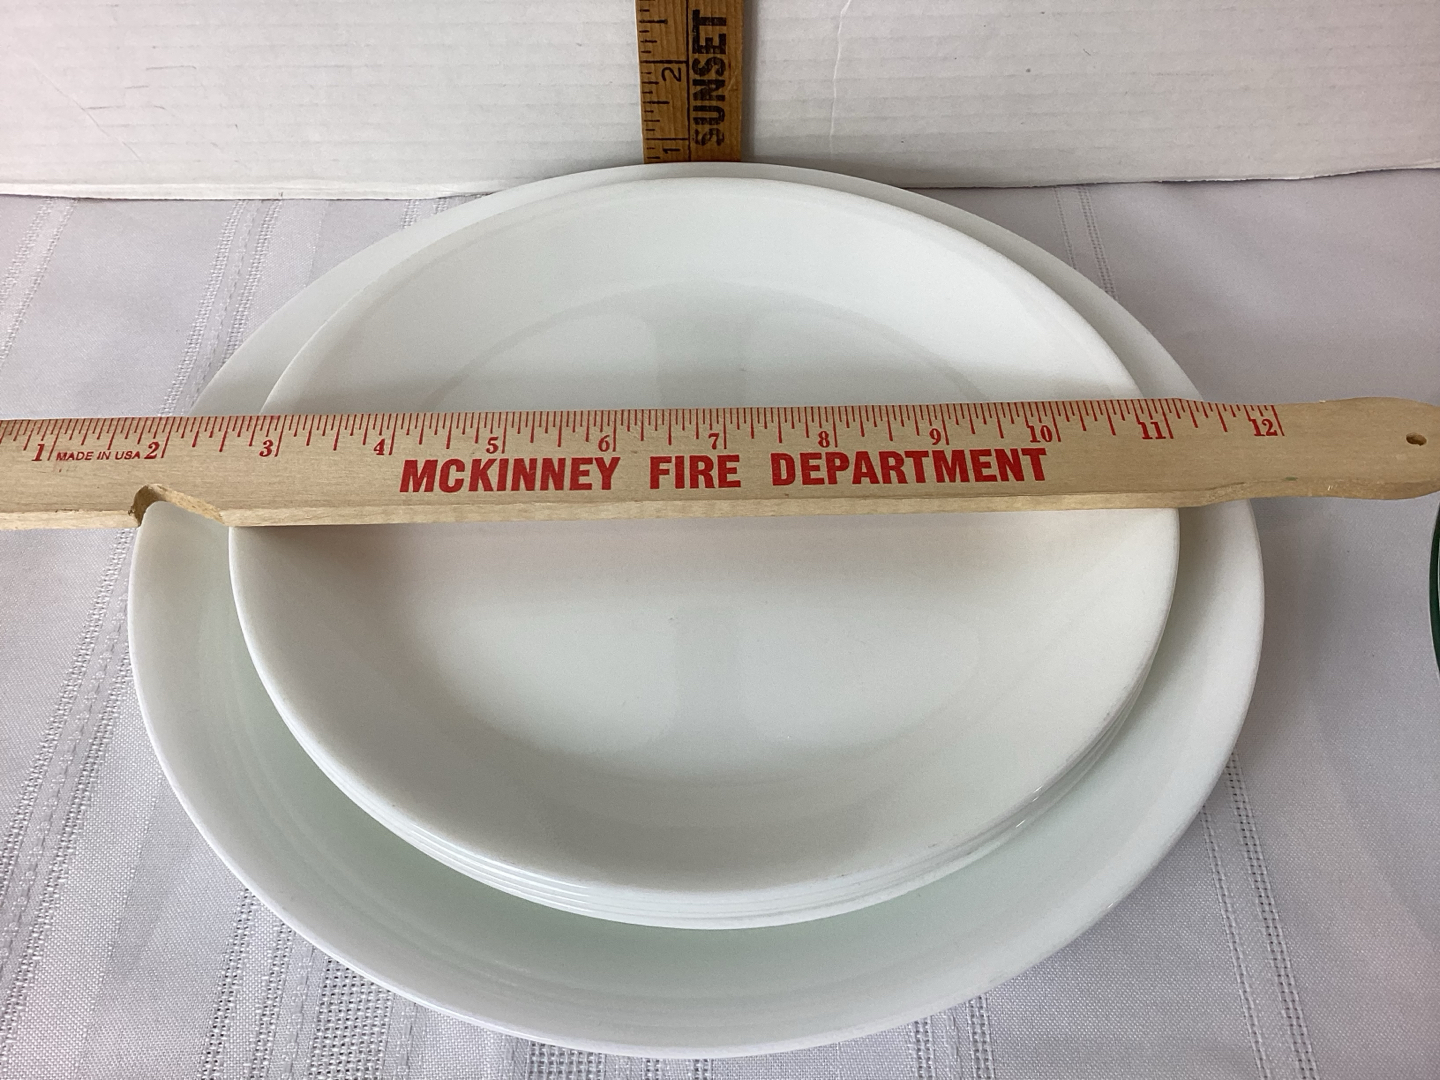 2
1
SUNSET
1 MADE IN USA 2 3 4 5 6 7 8 9 10 11 12
MCKINNEY FIRE DEPARTMENT